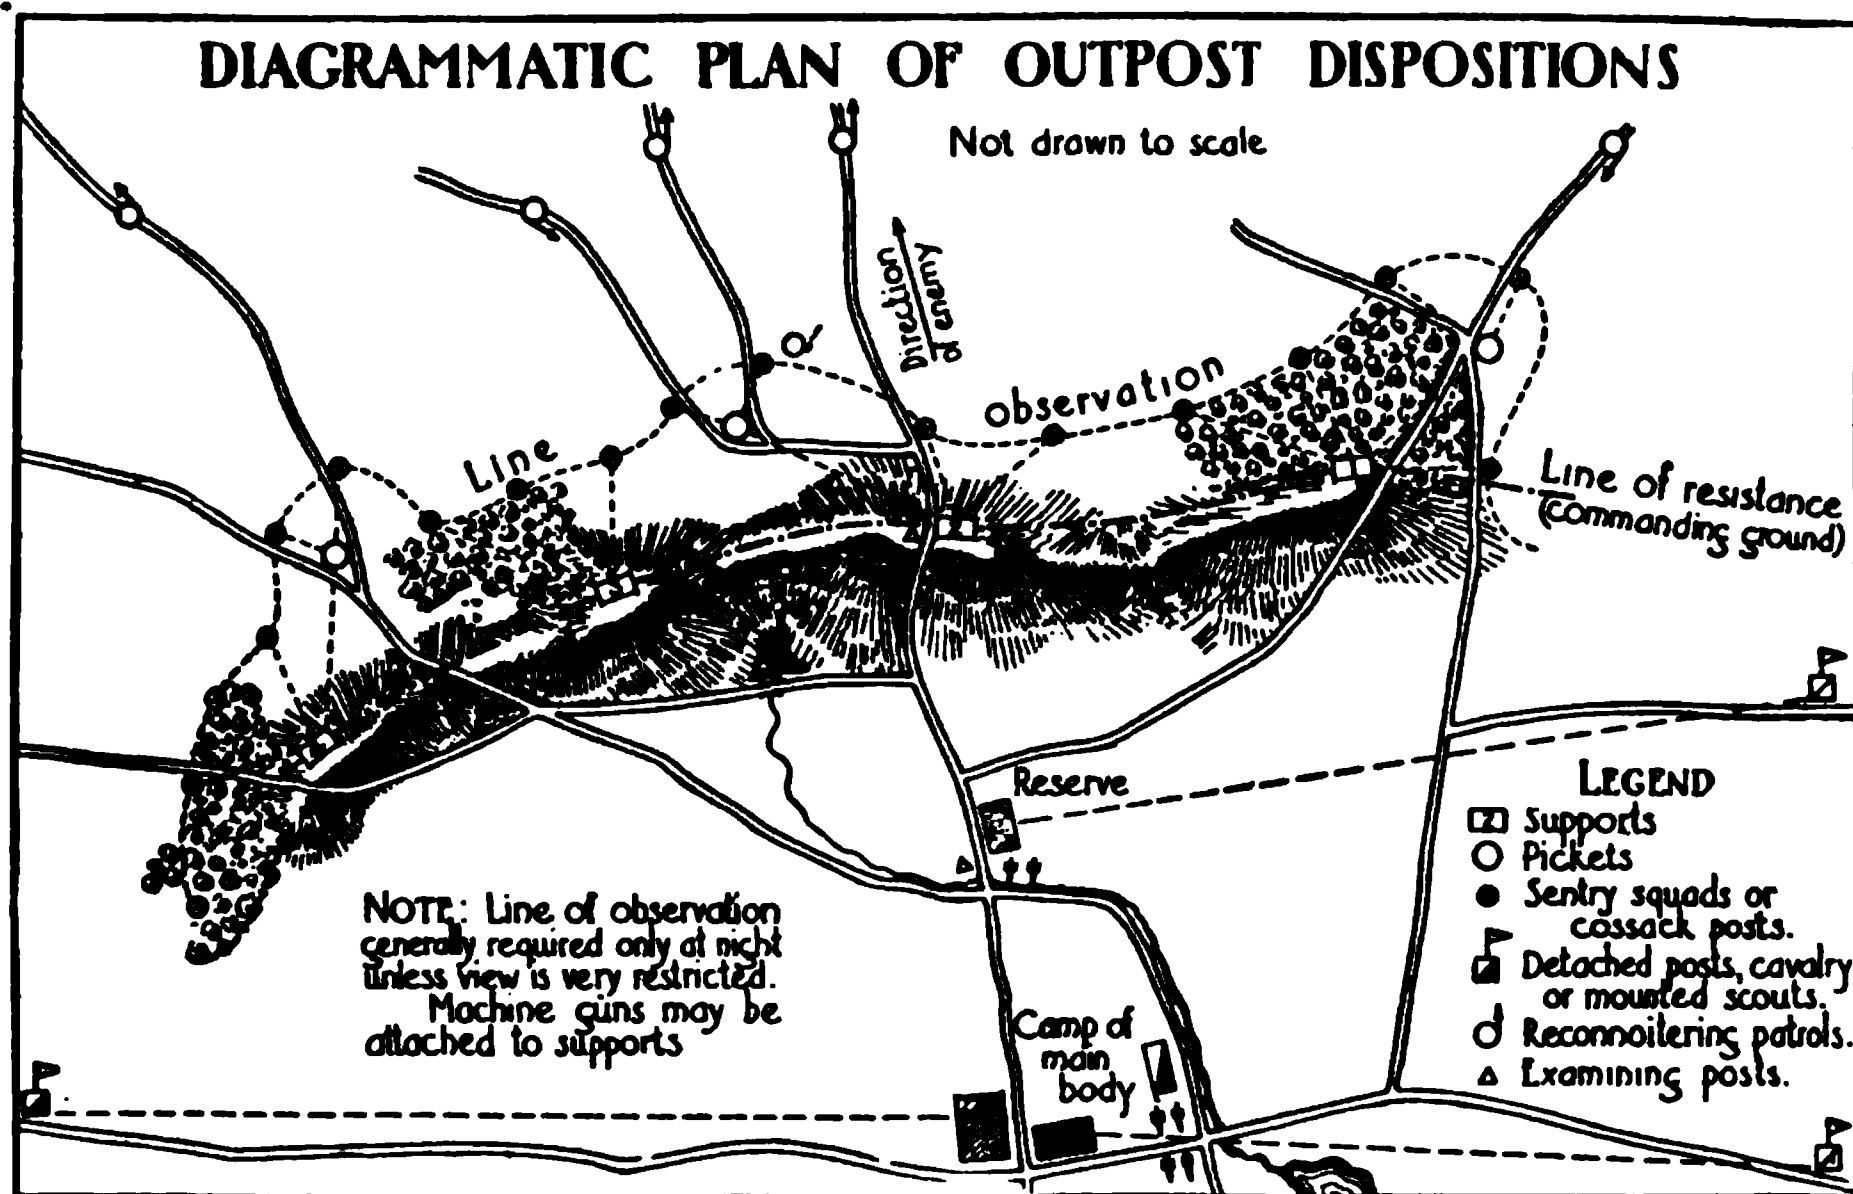 DIAGRAMMATIC PLAN OF OUTPOST DISPOSITIONS
Not drawn to scale
Direction
of enemy
Line
observation
Line of resistance
(commanding ground)
Reserve
LEGEND
Supports
Pickets
Sentry squads or
cossack posts.
Detached posts, cavalry
or mounted scouts.
Reconnoitering patrols.
Examining posts.
NOTE: Line of observation
generally required only at night
unless view is very restricted.
Machine guns may be
attached to supports
Camp of
main
body